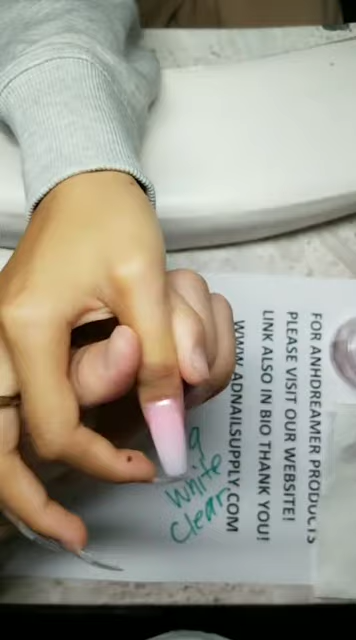 FOR ANHDREAMER PRODUCTS
PLEASE VISIT OUR WEBSITE!
LINK ALSO IN BIO THANK YOU!
WWW.ADNAILSUPPLY.COM
White
Clear